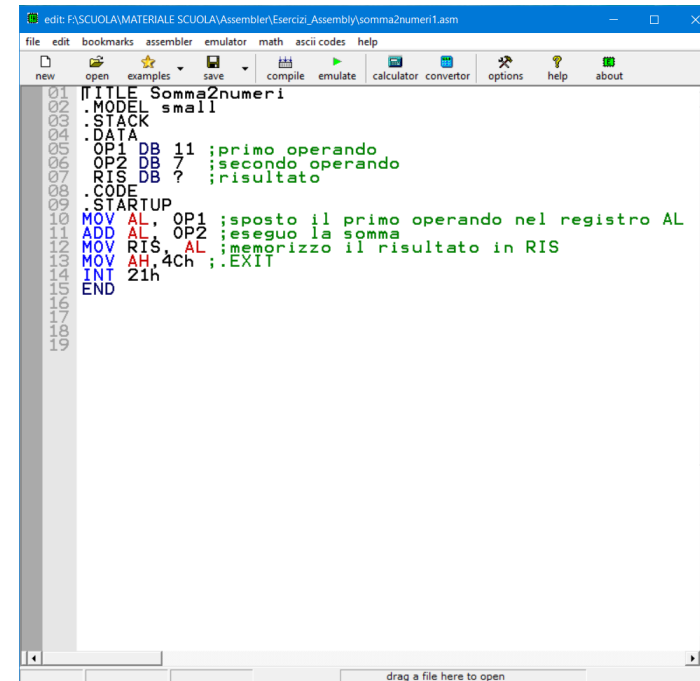 edit: F:\SCUOLA\MATERIALE SCUOLA\Assembler\Esercizi_Assembly\somma2numeri1.asm
file edit bookmarks assembler emulator math ascii codes help
new open examples save compile emulate calculator convertor options help about
01 TITLE Somma2numeri
02 .MODEL small
03 .STACK
04 .DATA
05 OP1 DB 11 ;primo operando
06 OP2 DB 7 ;secondo operando
07 RIS DB ? ;risultato
08 .CODE
09 .STARTUP
10 MOV AL, OP1 ;sposto il primo operando nel registro AL
11 ADD AL, OP2 ;eseguo la somma
12 MOV RIS, AL ;memorizzo il risultato in RIS
13 MOV AH,4Ch ;.EXIT
14 INT 21h
15 END
16
17
18
19
drag a file here to open